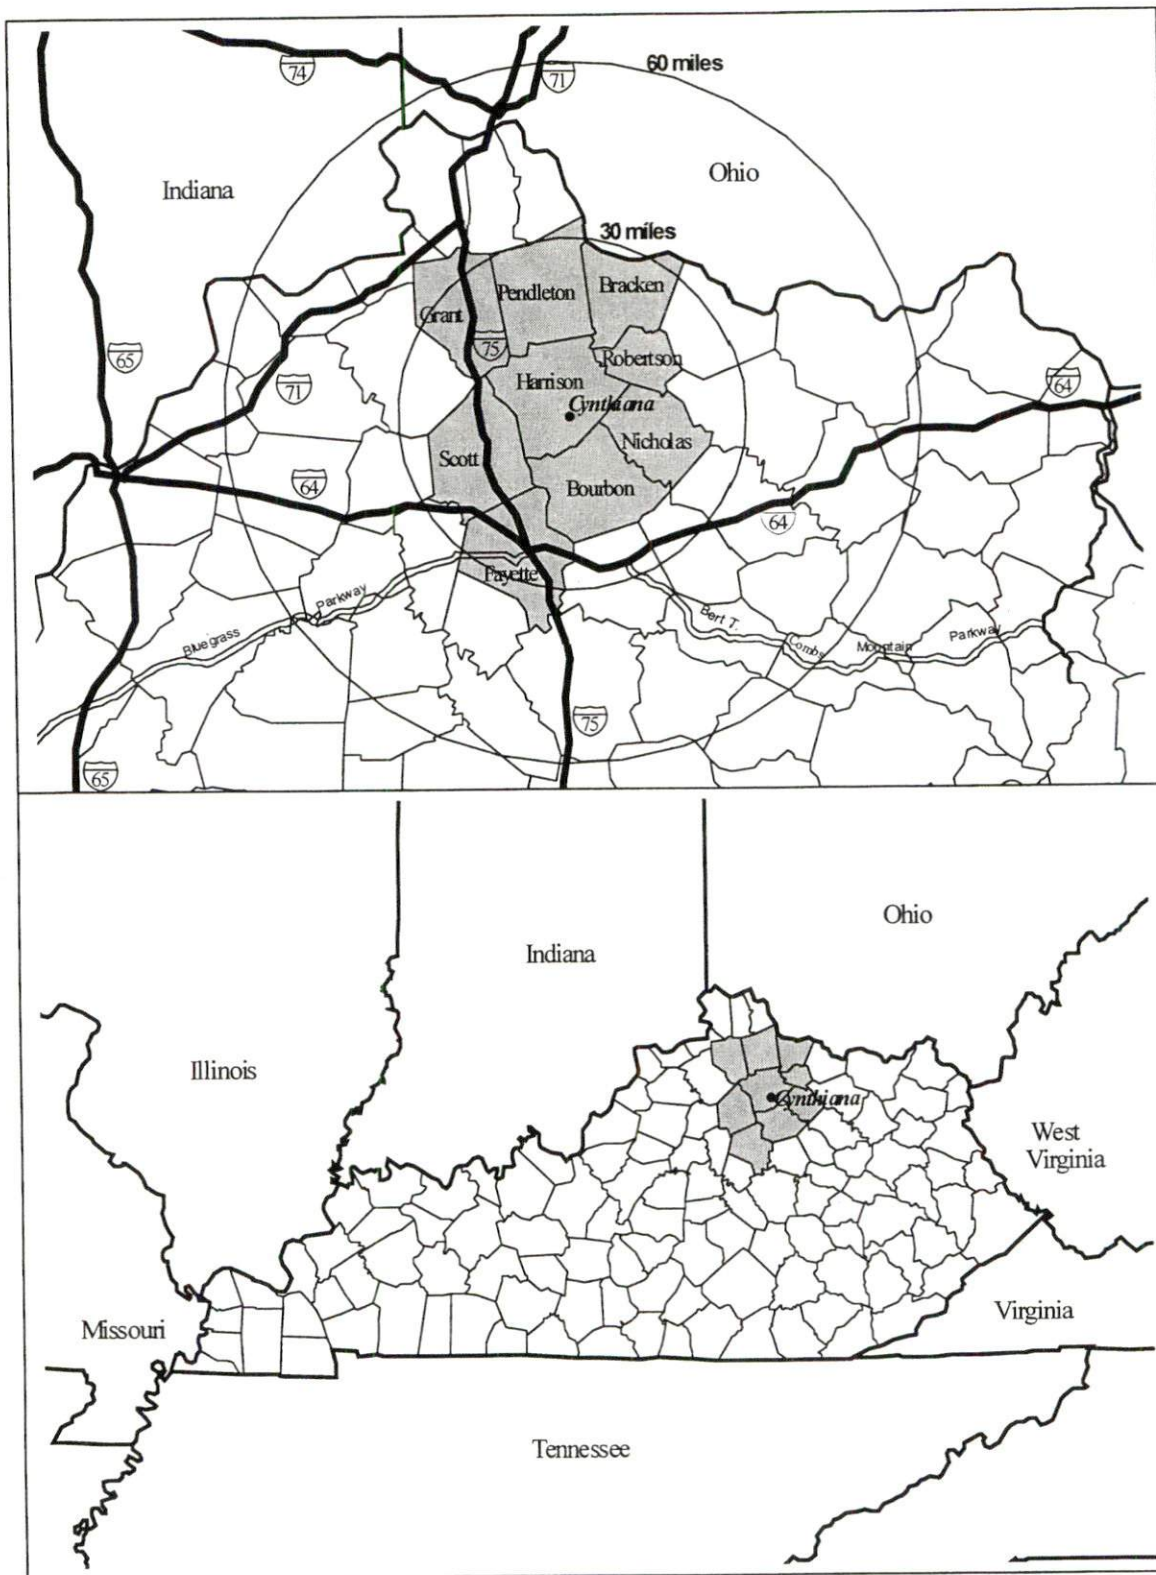 60 miles
74
71
Indiana
Ohio
30 miles
Pendleton
Bracken
Grant
75
Robertson
65
Harrison
64
71
Cynthiana
Nicholas
Scott
64
Bourbon
64
Fayette
Parkway
Bluegrass
Bert T.
Combs
Mountain
Parkway
75
65
Ohio
Indiana
Illinois
Cynthiana
West
Virginia
Virginia
Missouri
Tennessee